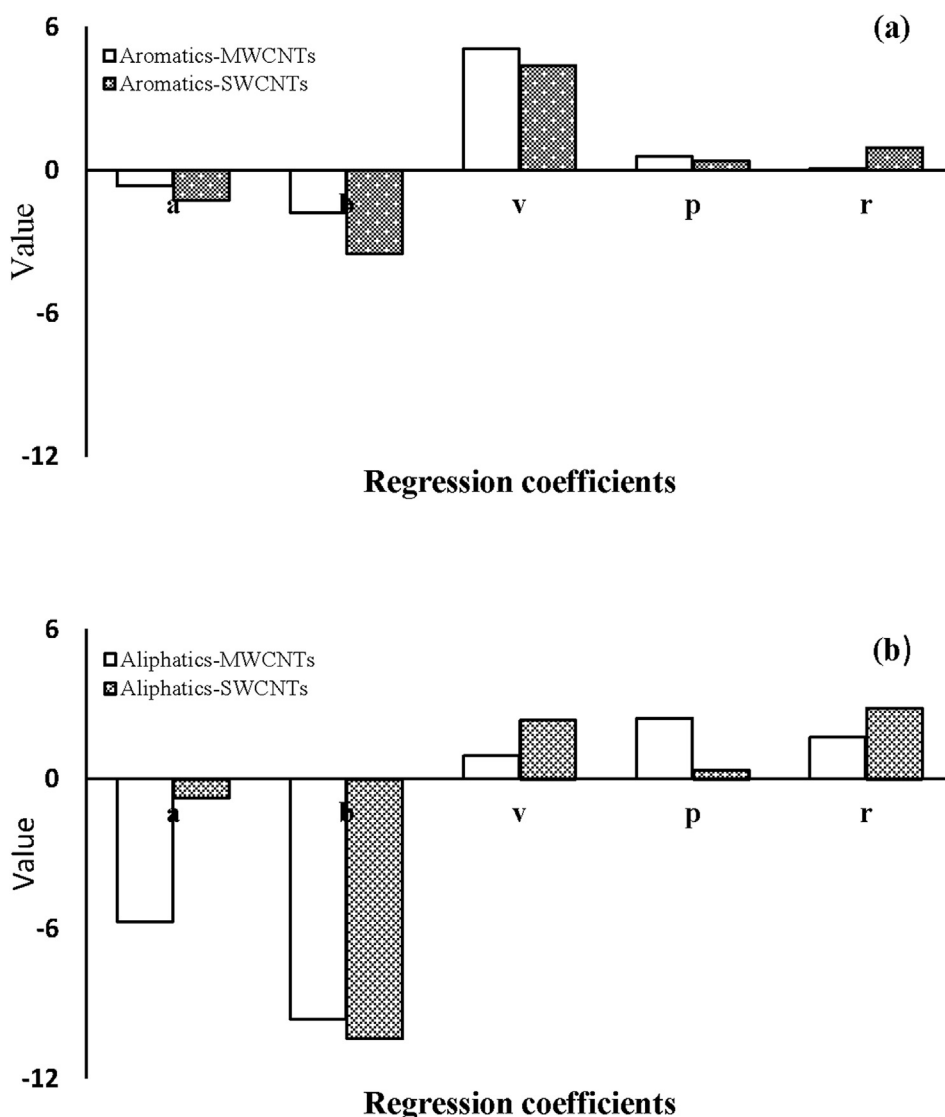 6
(a)
Aromatics-MWCNTs
Aromatics-SWCNTs
0
a b v p r
Value
-6
-12
Regression coefficients
6
(b)
Aliphatics-MWCNTs
Aliphatics-SWCNTs
0
a b v p r
Value
-6
-12
Regression coefficients